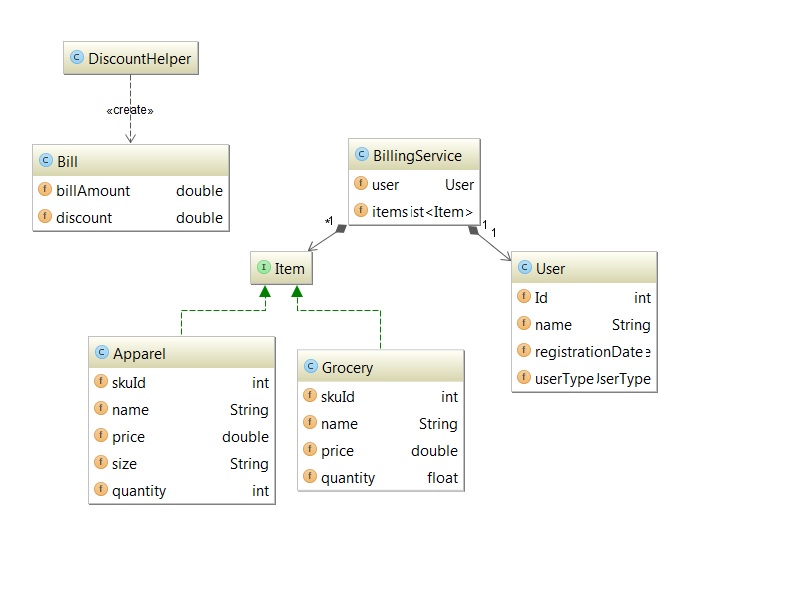 C DiscountHelper
«create»
C Bill
f billAmount double
f discount double
C BillingService
f user User
f items ist<Item>
*1
1
1
I Item
C User
f Id int
f name String
f registrationDate
f userType JserType
C Apparel
f skuId int
f name String
f price double
f size String
f quantity int
C Grocery
f skuId int
f name String
f price double
f quantity float